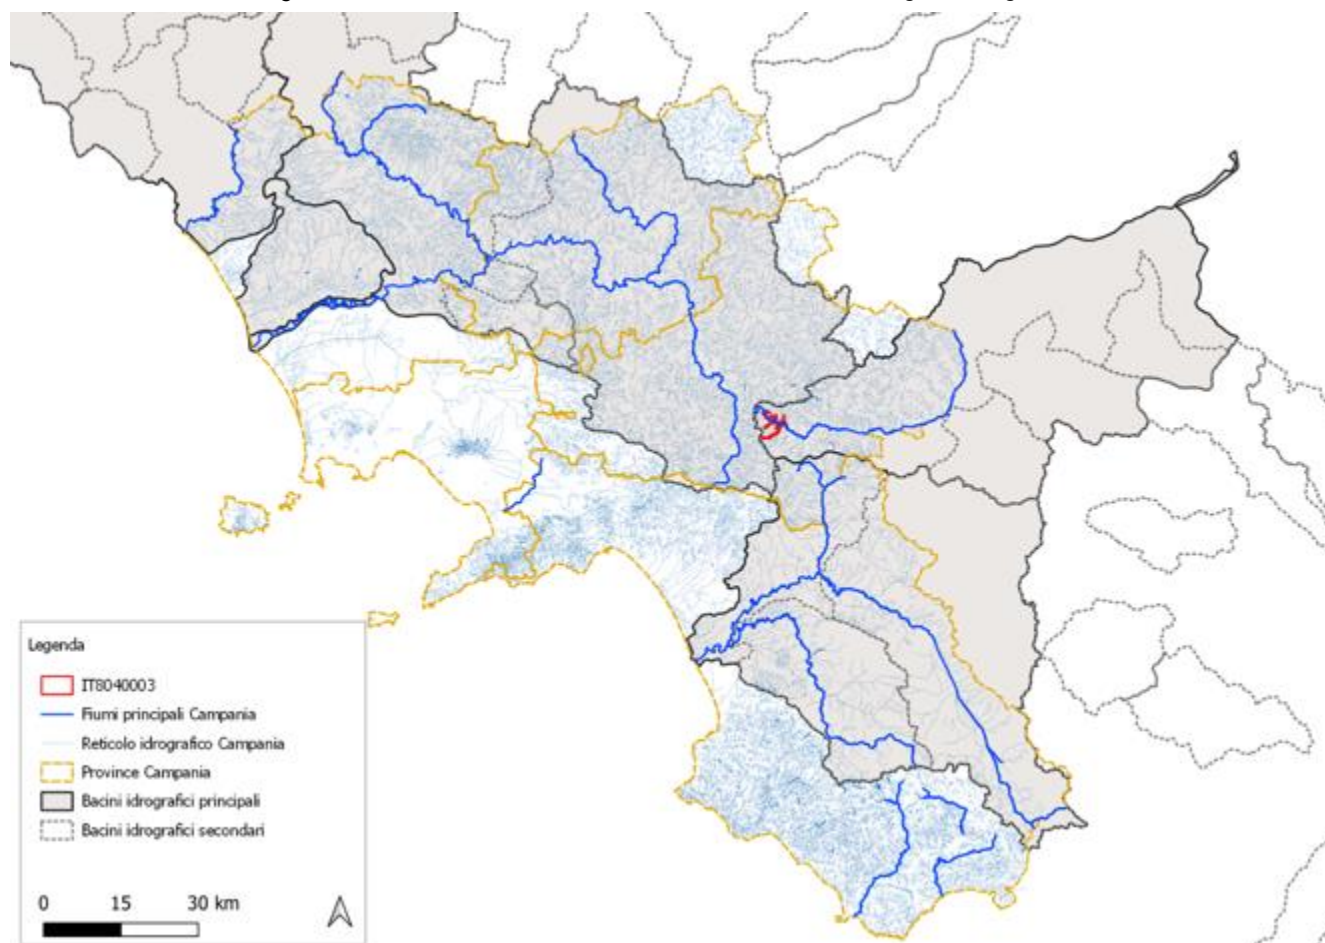 Legenda
IT8040003
Fiumi principali Campania
Reticolo idrografico Campania
Province Campania
Bacini idrografici principali
Bacini idrografici secondari
0 15 30 km